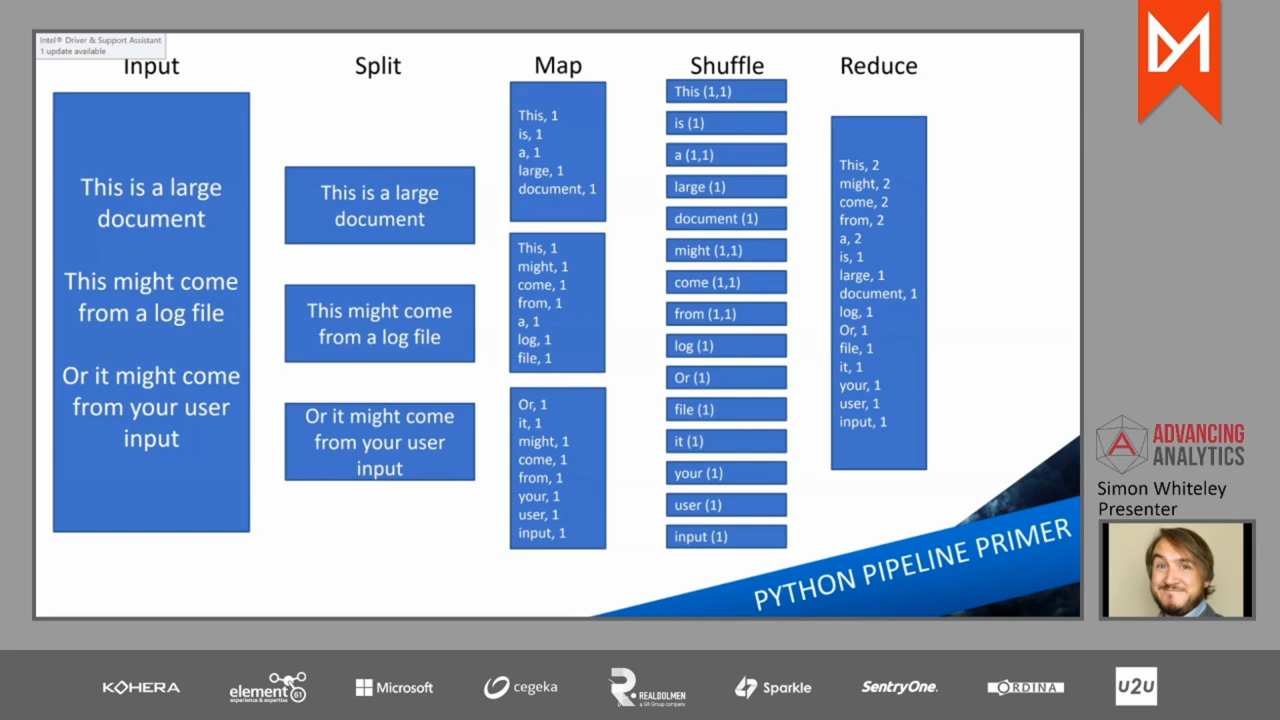 Intel® Driver & Support Assistant
1 update available
Input
Split
Map
Shuffle
Reduce
This is a large
document
This might come
from a log file
Or it might come
from your user
input
This is a large
document
This might come
from a log file
Or it might come
from your user
input
This, 1
is, 1
a, 1
large, 1
document, 1
This, 1
might, 1
come, 1
from, 1
a, 1
log, 1
file, 1
Or, 1
it, 1
might, 1
come, 1
from, 1
your, 1
user, 1
input, 1
This (1,1)
is (1)
a (1,1)
large (1)
document (1)
might (1,1)
come (1,1)
from (1,1)
log (1)
Or (1)
file (1)
it (1)
your (1)
user (1)
input (1)
This, 2
might, 2
come, 2
from, 2
a, 2
is, 1
large, 1
document, 1
log, 1
Or, 1
file, 1
it, 1
your, 1
user, 1
input, 1
PYTHON PIPELINE PRIMER
ADVANCING
ANALYTICS
Simon Whiteley
Presenter
KOHERA
element 61
experience & expertise
Microsoft
cegeka
REALDOLMEN
a Gfi Group company
Sparkle
SentryOne.
ORDINA
U2U